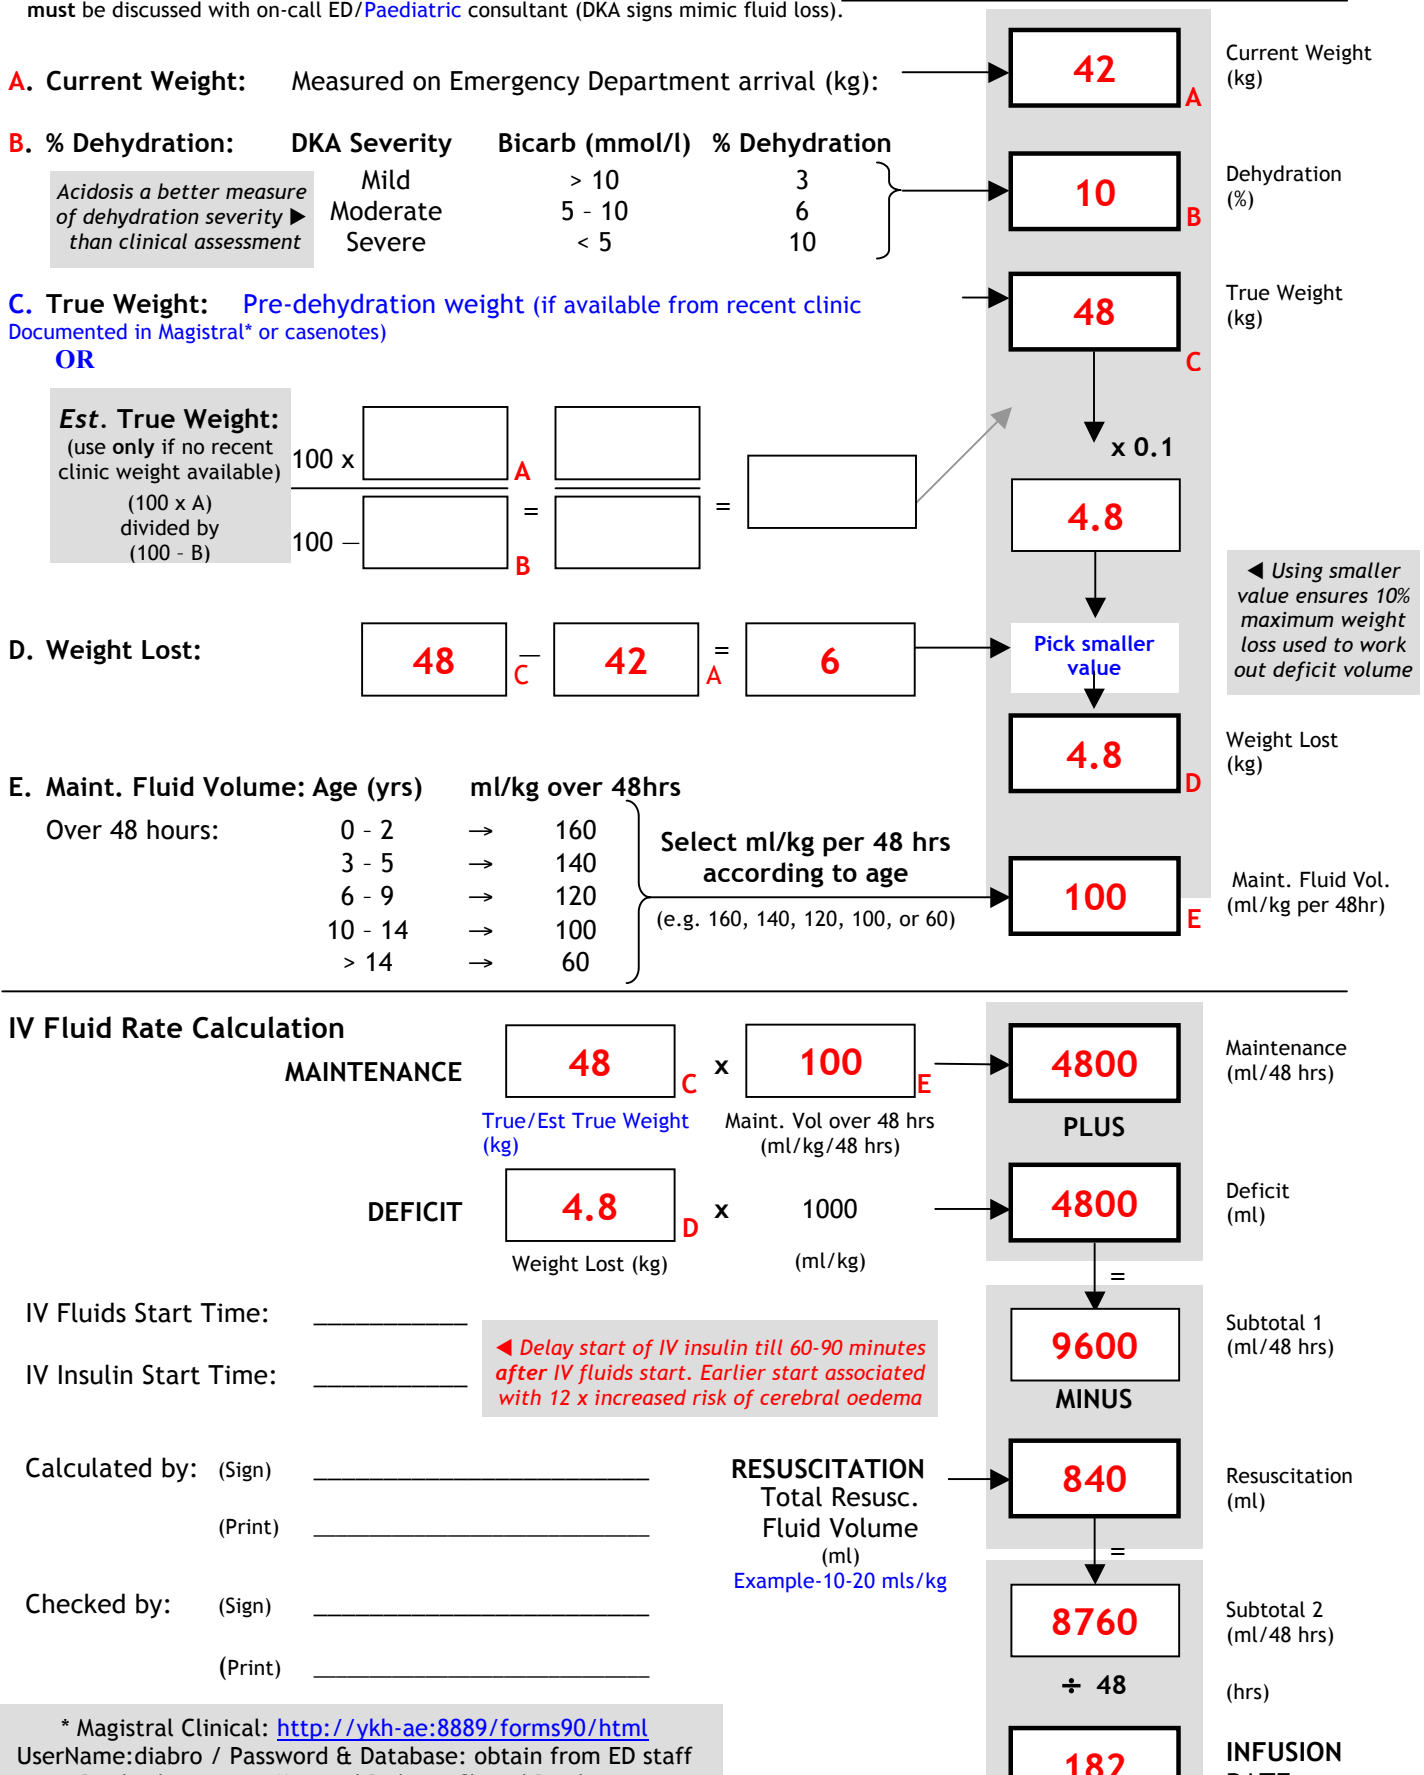 must be discussed with on-call ED/Paediatric consultant (DKA signs mimic fluid loss).
A. Current Weight: Measured on Emergency Department arrival (kg): 42 A Current Weight (kg)
B. % Dehydration: DKA Severity Bicarb (mmol/l) % Dehydration
Acidosis a better measure
of dehydration severity ►
than clinical assessment
Mild > 10 3
Moderate 5 - 10 6
Severe < 5 10
10 B
Dehydration
(%)
C. True Weight: Pre-dehydration weight (if available from recent clinic
Documented in Magistral* or casenotes)
OR
48 C
True Weight
(kg)
x 0.1
4.8
Est. True Weight:
(use only if no recent
clinic weight available)
(100 x A)
divided by
(100 - B)
100 x A
100 — B
= =
◄ Using smaller
value ensures 10%
maximum weight
loss used to work
out deficit volume
D. Weight Lost: 48 C — 42 A = 6
Pick smaller
value
4.8 D
Weight Lost
(kg)
E. Maint. Fluid Volume: Age (yrs) ml/kg over 48hrs
Over 48 hours: 0 - 2 → 160
3 - 5 → 140
6 - 9 → 120
10 - 14 → 100
> 14 → 60
Select ml/kg per 48 hrs
according to age
(e.g. 160, 140, 120, 100, or 60)
100 E
Maint. Fluid Vol.
(ml/kg per 48hr)
IV Fluid Rate Calculation
MAINTENANCE 48 C x 100 E 4800
Maintenance
(ml/48 hrs)
True/Est True Weight
(kg)
Maint. Vol over 48 hrs
(ml/kg/48 hrs)
PLUS
DEFICIT 4.8 D x 1000 4800
Deficit
(ml)
Weight Lost (kg) (ml/kg)
=
IV Fluids Start Time: _____________
IV Insulin Start Time: _____________
◄ Delay start of IV insulin till 60-90 minutes
after IV fluids start. Earlier start associated
with 12 x increased risk of cerebral oedema
9600
Subtotal 1
(ml/48 hrs)
MINUS
Calculated by: (Sign) ________________________
(Print) ________________________
RESUSCITATION
Total Resusc.
Fluid Volume
(ml)
Example-10-20 mls/kg
840
Resuscitation
(ml)
=
Checked by: (Sign) ________________________
(Print) ________________________
8760
Subtotal 2
(ml/48 hrs)
÷ 48 (hrs)
* Magistral Clinical: http://ykh-ae:8889/forms90/html
UserName:diabro / Password & Database: obtain from ED staff
182
INFUSION